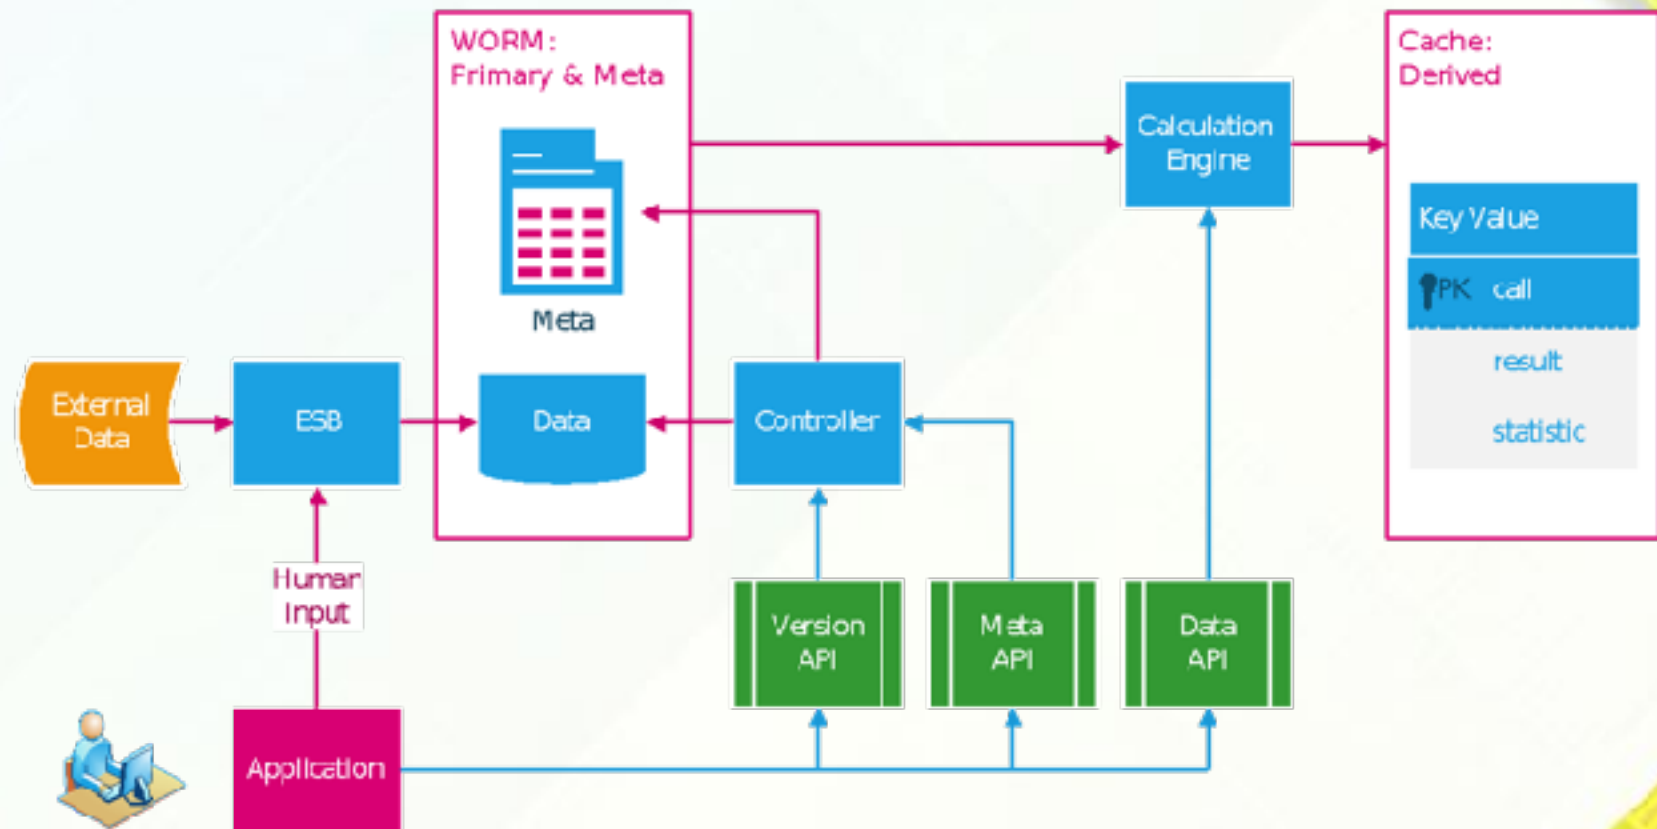 WORM:
Frimary & Meta
Meta
Data
Cache:
Derived
Calculation
Engine
Key Value
PK call
result
statistic
External
Data
ESB
Controller
Human
Input
Version
API
Meta
API
Data
API
Application